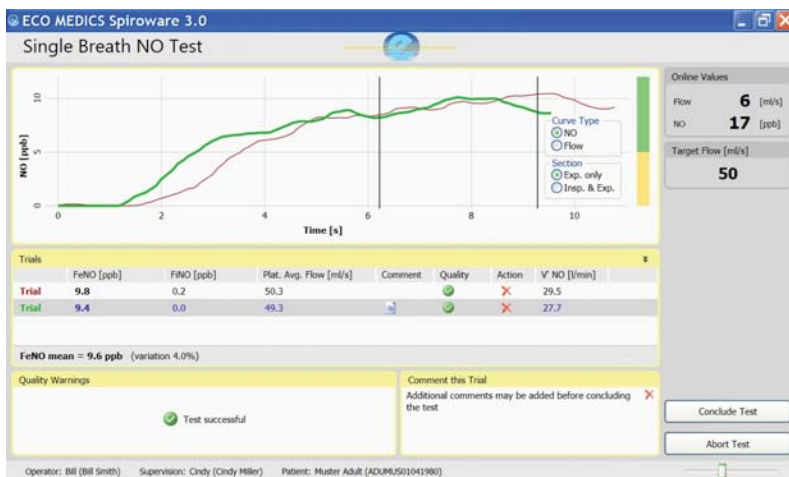 ECO MEDICS Spiroware 3.0
Single Breath NO Test
NO [ppb]
10
5
0
0 2 4 6 8 10
Time [s]
Curve Type
NO
Flow
Section
Exp. only
Insp. & Exp.
Online Values
Flow 6 [ml/s]
NO 17 [ppb]
Target Flow [ml/s]
50
Trials
FeNO [ppb] FiNO [ppb] Plat. Avg. Flow [ml/s] Comment Quality Action V' NO [l/min]
Trial 9.8 0.2 50.3 29.5
Trial 9.4 0.0 49.3 27.7
FeNO mean = 9.6 ppb (variation 4.0%)
Quality Warnings
Test successful
Comment this Trial
Additional comments may be added before concluding
the test
Conclude Test
Abort Test
Operator: Bill (Bill Smith) Supervision: Cindy (Cindy Miller) Patient: Muster Adult (ADUMUS01041980)